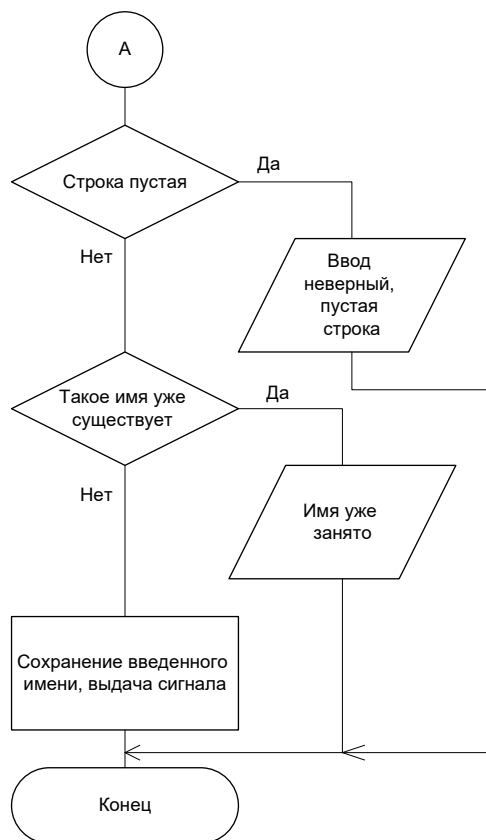 А
Строка пустая
Да
Нет
Ввод
неверный,
пустая
строка
Такое имя уже
существует
Да
Нет
Имя уже
занято
Сохранение введенного
имени, выдача сигнала
Конец